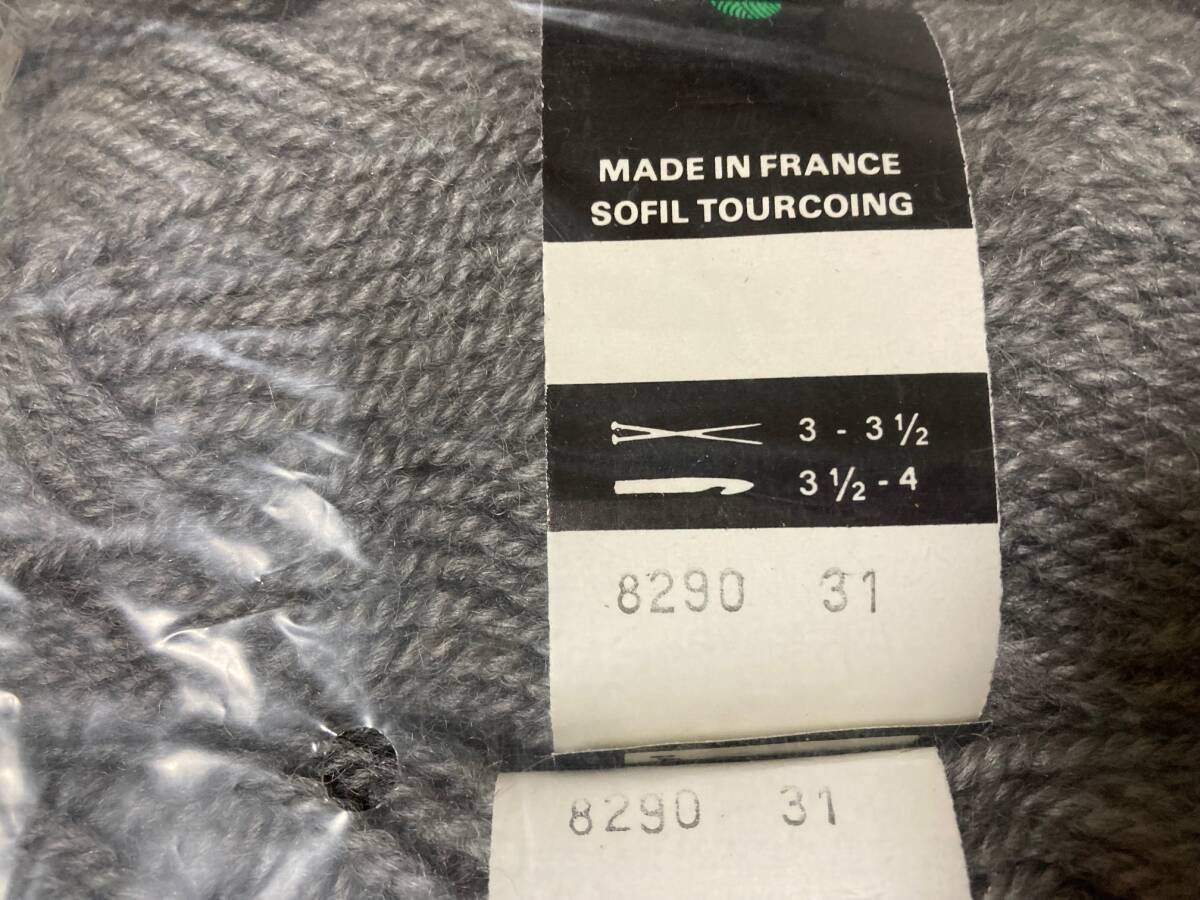 MADE IN FRANCE
SOFIL TOURCOING
3 - 3 ½
3 ½ - 4
8290 31
8290 31